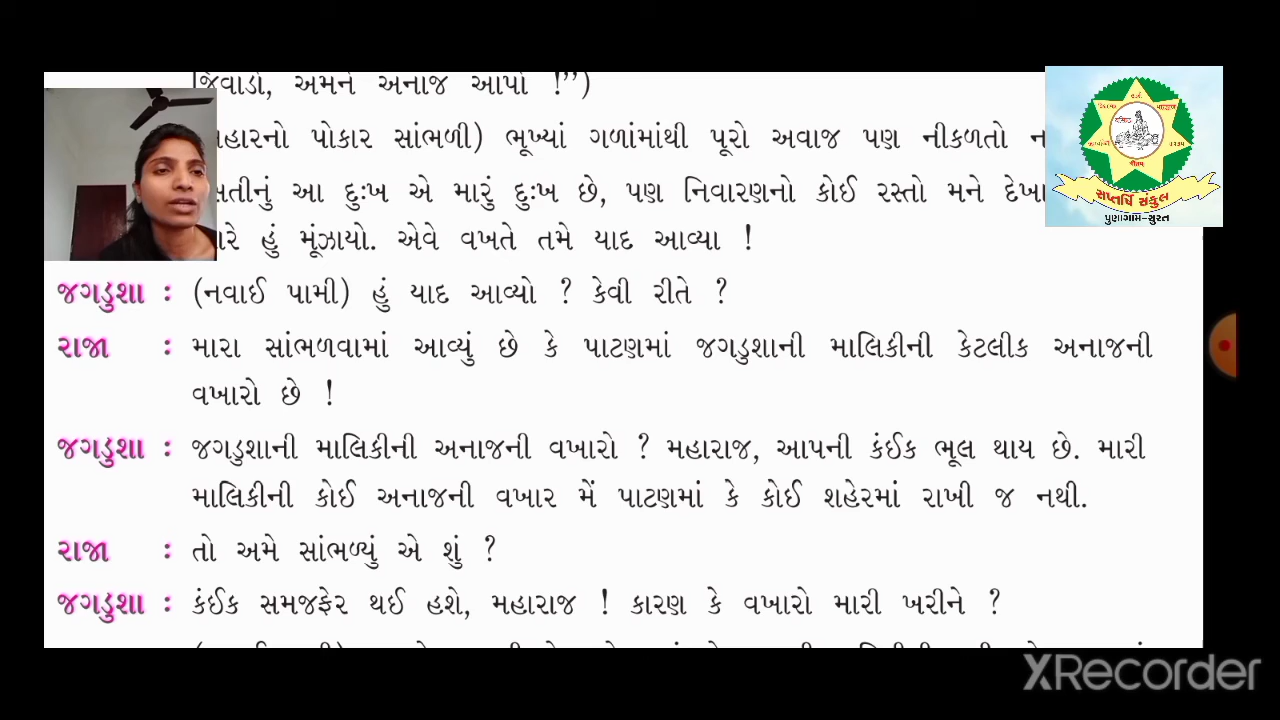 જિવાડો, અમને અનાજ આપો !”)
પોકાર સાંભળી) ભૂખ્યાં ગળાંમાંથી પૂરો અવાજ પણ નીકળતો
આ દુઃખ એ મારું દુઃખ છે, પણ નિવારણનો કોઈ રસ્તો મને
હું મૂંઝાયો. એવે વખતે તમે યાદ આવ્યા !
સપ્તર્ષિ સંકુલ
પુણાગામ-સુરત
જગડુશા : (નવાઈ પામી) હું યાદ આવ્યો ? કેવી રીતે ?
રાજા : મારા સાંભળવામાં આવ્યું છે કે પાટણમાં જગડુશાની માલિકીની કેટલીક અનાજની
વખારો છે !
જગડુશા : જગડુશાની માલિકીની અનાજની વખારો ? મહારાજ, આપની કંઈક ભૂલ થાય છે. મારી
માલિકીની કોઈ અનાજની વખાર મેં પાટણમાં કે કોઈ શહેરમાં રાખી જ નથી.
રાજા : તો અમે સાંભળ્યું એ શું ?
જગડુશા : કંઈક સમજફેર થઈ હશે, મહારાજ ! કારણ કે વખારો મારી ખરીને ?
XRecorder